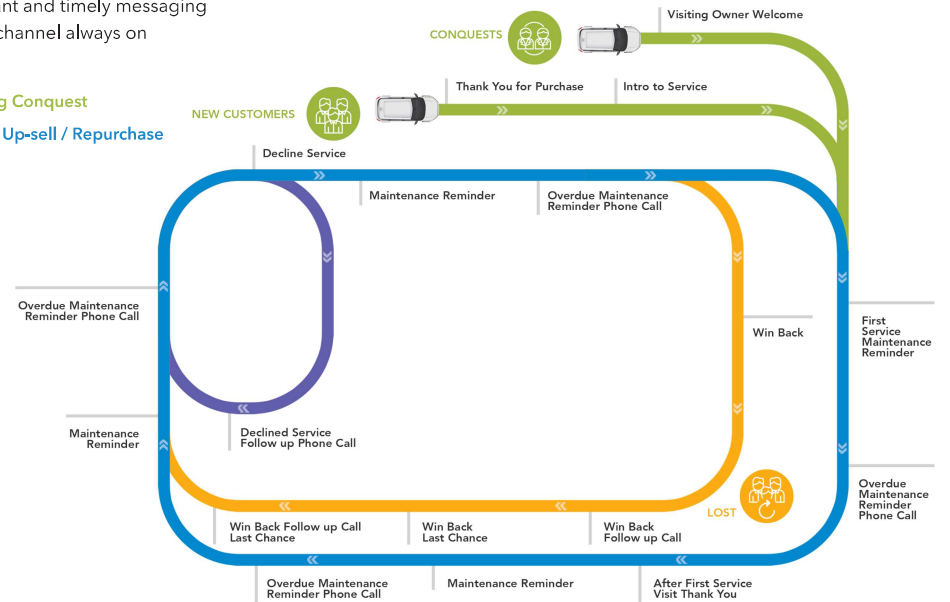 ant and timely messaging
channel always on
g Conquest
Up-sell / Repurchase
CONQUESTS
Visiting Owner Welcome
NEW CUSTOMERS
Thank You for Purchase
Intro to Service
Decline Service
Maintenance Reminder
Overdue Maintenance
Reminder Phone Call
Overdue Maintenance
Reminder Phone Call
Win Back
First
Service
Maintenance
Reminder
Maintenance
Reminder
Declined Service
Follow up Phone Call
LOST
Overdue
Maintenance
Reminder
Phone Call
Win Back Follow up Call
Last Chance
Win Back
Last Chance
Win Back
Follow up Call
Overdue Maintenance
Reminder Phone Call
Maintenance Reminder
After First Service
Visit Thank You